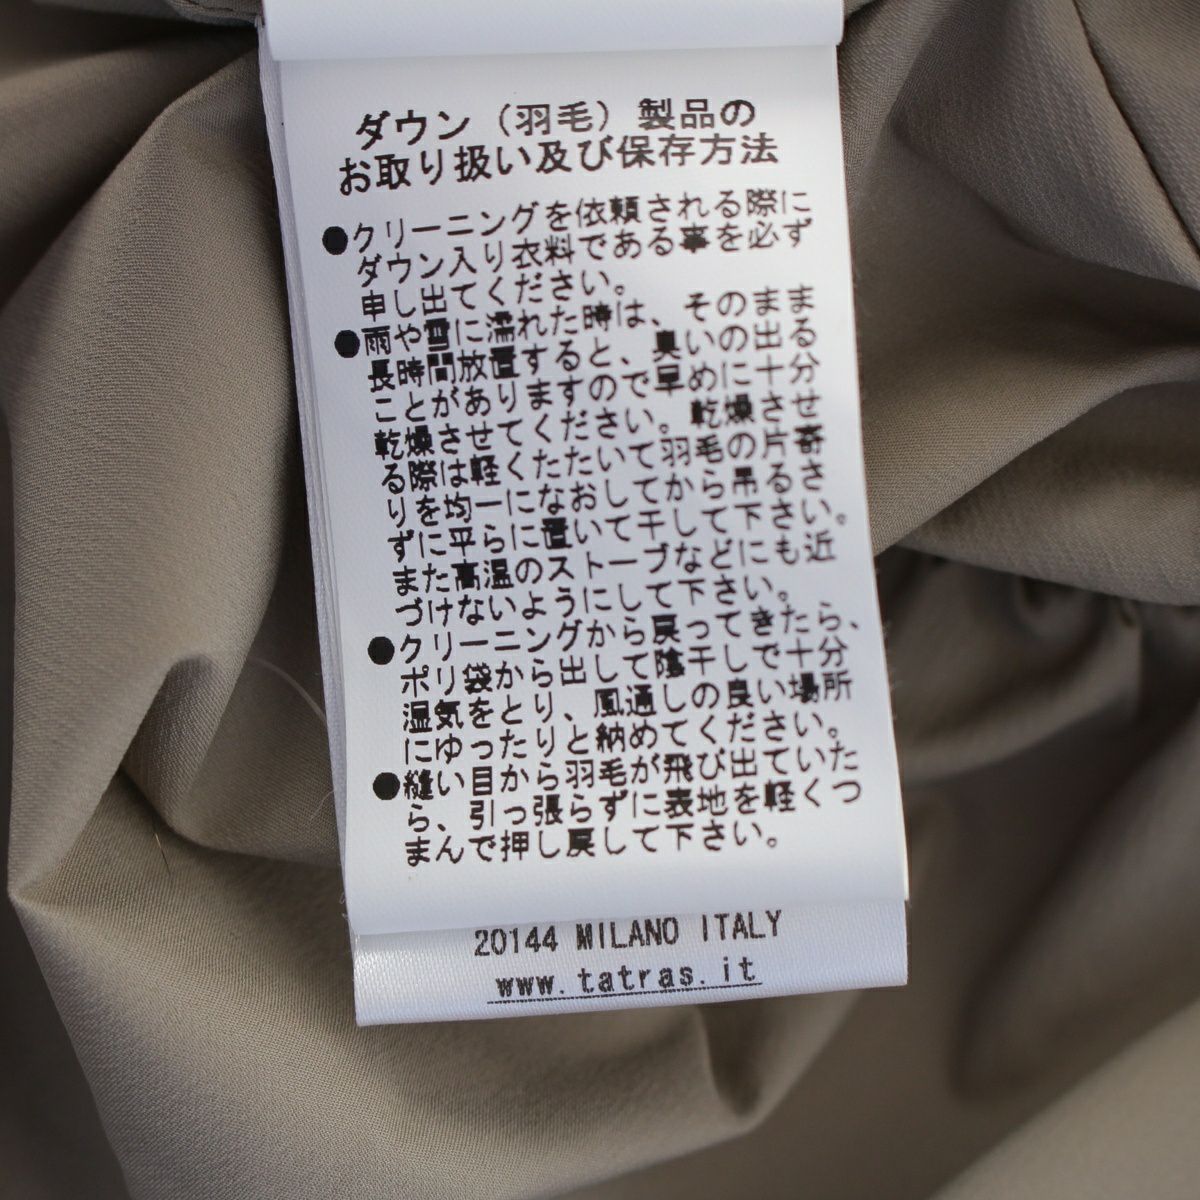 ダウン（羽毛）製品の
お取り扱い及び保存方法
●クリーニングを依頼される際に
ダウン入り衣料である事を必ず
申し出てください。
●雨や雪に濡れた時は、そのまま
長時間放置すると、臭いの出る
ことがありますので早めに十分
乾燥させてください。乾燥させ
る際は軽くたたいて羽毛の片寄
りを均一になおしてから吊るさ
ずに平らに置いて干して下さい。
また高温のストーブなどにも近
づけないようにして下さい。
●クリーニングから戻ってきたら、
ポリ袋から出して陰干しで十分
湿気をとり、風通しの良い場所
にゆったりと納めてください。
●縫い目から羽毛が飛び出ていた
ら、引っ張らずに表地を軽くつ
まんで押し戻して下さい。
20144 MILANO ITALY
www.tatras.it